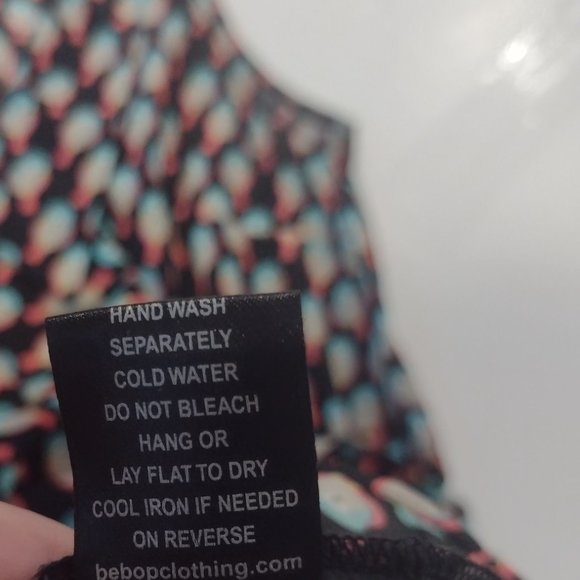 HAND WASH
SEPARATELY
COLD WATER
DO NOT BLEACH
HANG OR
LAY FLAT TO DRY
COOL IRON IF NEEDED
ON REVERSE
bebopclothing.com